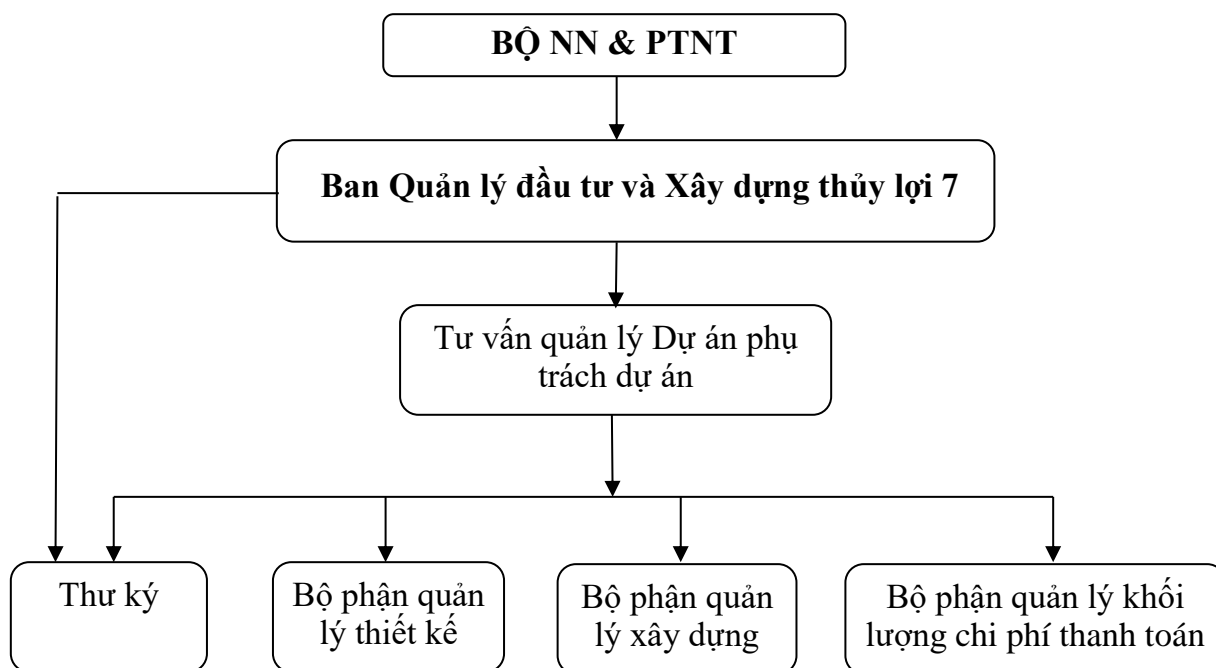 BỘ NN & PTNT
Ban Quản lý đầu tư và Xây dựng thủy lợi 7
Tư vấn quản lý Dự án phụ
trách dự án
Thư ký
Bộ phận quản
lý thiết kế
Bộ phận quản
lý xây dựng
Bộ phận quản lý khối
lượng chi phí thanh toán